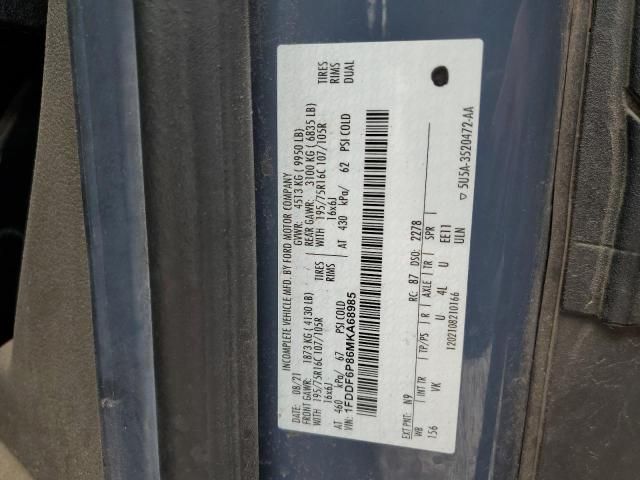 INCOMPLETE VEHICLE MFD. BY FORD MOTOR COMPANY
DATE: 08/21 GVWR: 4513 KG ( 9950 LB)
FRONT GAWR: 1873 KG ( 4130 LB) REAR GAWR: 3100 KG ( 6835 LB)
WITH 195/75R16C 107/105R TIRES WITH 195/75R16C 107/105R TIRES
16x6J RIMS 16x6J RIMS
AT 460 kPa/ 67 PSI COLD AT 430 kPa/ 62 PSI COLD DUAL
VIN: 1FDDF6P86MKA68985
EXT PNT: N9 RC: 87 DSO: 2278
WB INT TR TP/PS R AXLE TR SPR
156 VK U 4L U EE11
ULN
1202108210166 5U5A-3520472-AA